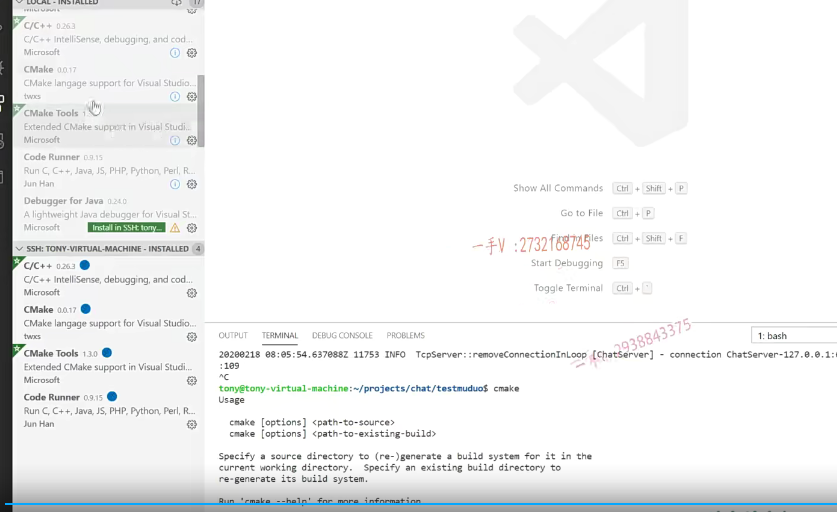 LOCAL - INSTALLED 17
Microsoft
C/C++ 0.26.3
C/C++ IntelliSense, debugging, and cod...
Microsoft
CMake 0.0.17
CMake langage support for Visual Studio...
twxs
CMake Tools
Extended CMake support in Visual Studi...
Microsoft
Code Runner 0.9.15
Run C, C++, Java, JS, PHP, Python, Perl, R...
Jun Han
Debugger for Java 0.24.0
A lightweight Java debugger for Visual St...
Microsoft Install in SSH: tony...
SSH: TONY-VIRTUAL-MACHINE - INSTALLED 4
C/C++ 0.26.3
C/C++ IntelliSense, debugging, and cod...
Microsoft
CMake 0.0.17
CMake langage support for Visual Studio...
twxs
CMake Tools 1.3.0
Extended CMake support in Visual Studi...
Microsoft
Code Runner 0.9.15
Run C, C++, Java, JS, PHP, Python, Perl, R...
Jun Han
Show All Commands Ctrl + Shift + P
Go to File Ctrl + P
Find in Files Ctrl + Shift + F
一手V :2732168745
Start Debugging F5
Toggle Terminal Ctrl + `
OUTPUT TERMINAL DEBUG CONSOLE PROBLEMS 1: bash
2938843375
20200218 08:05:54.637088Z 11753 INFO TcpServer::removeConnectionInLoop [ChatServer] - connection ChatServer-127.0.0.1:
:109
^C
tony@tony-virtual-machine:~/projects/chat/testmuduo$ cmake
Usage
cmake [options] <path-to-source>
cmake [options] <path-to-existing-build>
Specify a source directory to (re-)generate a build system for it in the
current working directory. Specify an existing build directory to
re-generate its build system.
Run 'cmake --help' for more information.